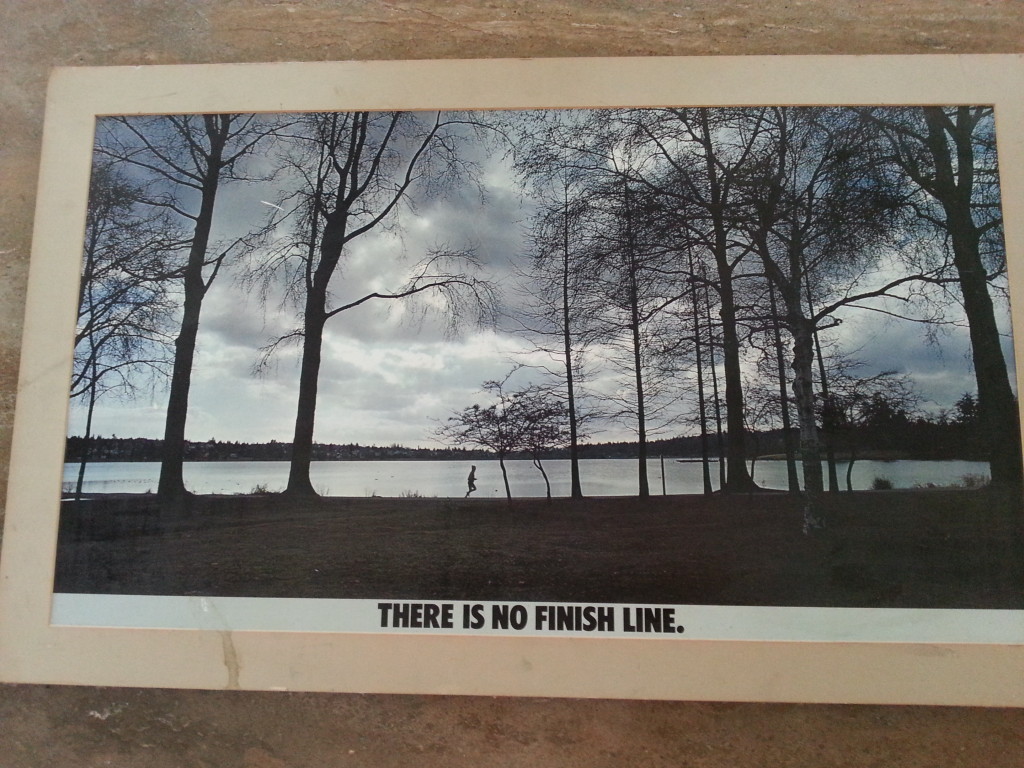 THERE IS NO FINISH LINE.